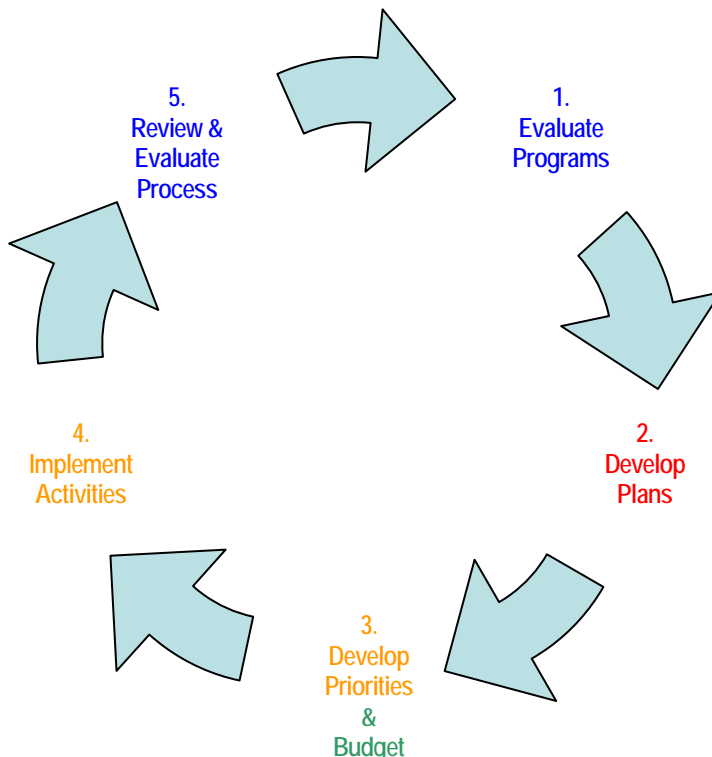 1.
Evaluate
Programs
2.
Develop
Plans
3.
Develop
Priorities
&
Budget
4.
Implement
Activities
5.
Review &
Evaluate
Process